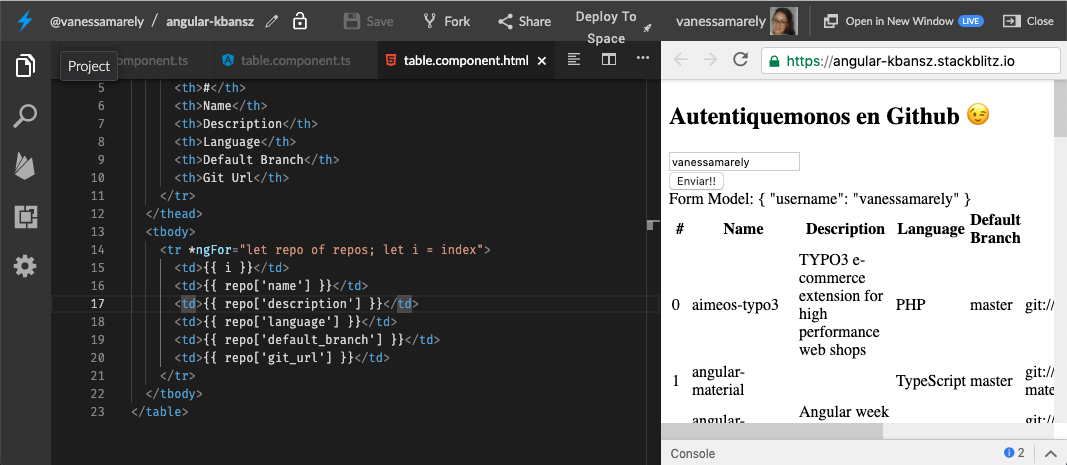 @vanessamarely / angular-kbansz Save Fork Share Deploy To Space vanessamarely Open in New Window LIVE Close
Project
omponent.ts table.component.ts table.component.html
5 <th>#</th>
6 <th>Name</th>
7 <th>Description</th>
8 <th>Language</th>
9 <th>Default Branch</th>
10 <th>Git Url</th>
11 </tr>
12 </thead>
13 <tbody>
14 <tr *ngFor="let repo of repos; let i = index">
15 <td>{{ i }}</td>
16 <td>{{ repo['name'] }}</td>
17 <td>{{ repo['description'] }}</td>
18 <td>{{ repo['language'] }}</td>
19 <td>{{ repo['default_branch'] }}</td>
20 <td>{{ repo['git_url'] }}</td>
21 </tr>
22 </tbody>
23 </table>
https://angular-kbansz.stackblitz.io
Autentiquemonos en Github 😉
vanessamarely
Enviar!!
Form Model: { "username": "vanessamarely" }
# Name Description Language Default Branch
0 aimeos-typo3 TYPO3 e-commerce extension for high performance web shops PHP master git://
1 angular-material TypeScript master git:// mate
angular- Angular week
Console 2